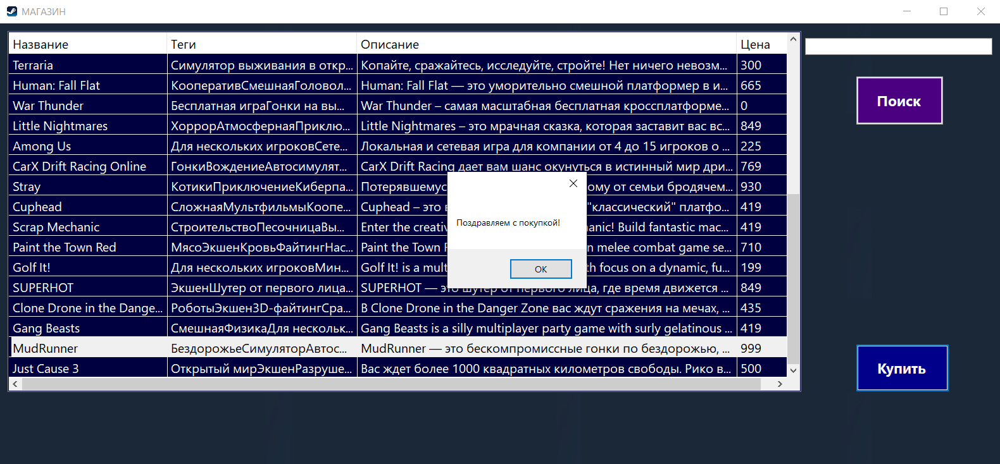 МАГАЗИН
Название Теги Описание Цена
Terraria Симулятор выживания в откр... Копайте, сражайтесь, исследуйте, стройте! Нет ничего невозм... 300
Human: Fall Flat КооперативСмешнаяГоловол... Human: Fall Flat — это уморительно смешной платформер в и... 665
War Thunder Бесплатная играГонки на вы... War Thunder – самая масштабная бесплатная кроссплатформе... 0
Little Nightmares ХоррорАтмосфернаяПриклю... Little Nightmares – это мрачная сказка, которая заставит вас вс... 849
Among Us Для нескольких игроковСете... Локальная и сетевая игра для компании от 4 до 15 игроков о ... 225
CarX Drift Racing Online ГонкиВождениеАвтосимулят... CarX Drift Racing дает вам шанс окунуться в истинный мир дри... 769
Stray КотикиПриключениеКиберпа... Потерявшемус ому от семьи бродячем... 930
Cuphead СложнаяМультфильмыКоопе... Cuphead – это "классический" платфо... 419
Scrap Mechanic СтроительствоПесочницаВы... Enter the creativ anic! Build fantastic mac... 419
Paint the Town Red МясоЭкшенКровьФайтингНас... Paint the Town n melee combat game se... 710
Golf It! Для нескольких игроковМин... Golf It! is a mult th focus on a dynamic, fu... 199
SUPERHOT ЭкшенШутер от первого лица... SUPERHOT — это шутер от первого лица, где время движется ... 849
Clone Drone in the Dange... РоботыЭкшен3D-файтингСра... В Clone Drone in the Danger Zone вас ждут сражения на мечах, ... 435
Gang Beasts СмешнаяФизикаДля нескольк... Gang Beasts is a silly multiplayer party game with surly gelatinous ... 419
MudRunner БездорожьеСимуляторАвтос... MudRunner — это бескомпромиссные гонки по бездорожью, ... 999
Just Cause 3 Открытый мирЭкшенРазруше... Вас ждет более 1000 квадратных километров свободы. Рико в... 500
Поздравляем с покупкой!
OK
Поиск
Купить